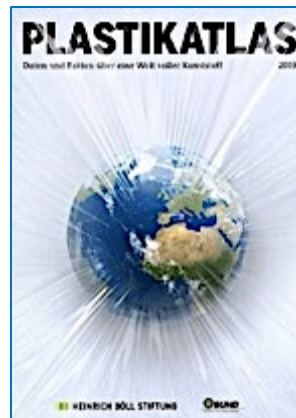 PLASTIKATLAS
Daten und Fakten über eine Welt voller Kunststoff 2019
HEINRICH BÖLL STIFTUNG BUND